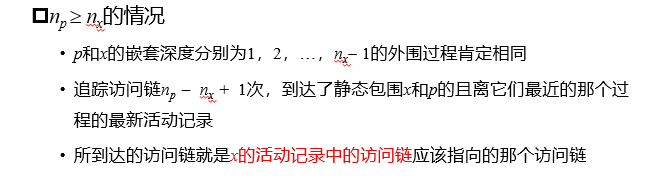 ❑np ≥ nx的情况
• p和x的嵌套深度分别为1，2，…，nx− 1的外围过程肯定相同
• 追踪访问链np − nx + 1次，到达了静态包围x和p的且离它们最近的那个过
程的最新活动记录
• 所到达的访问链就是x的活动记录中的访问链应该指向的那个访问链